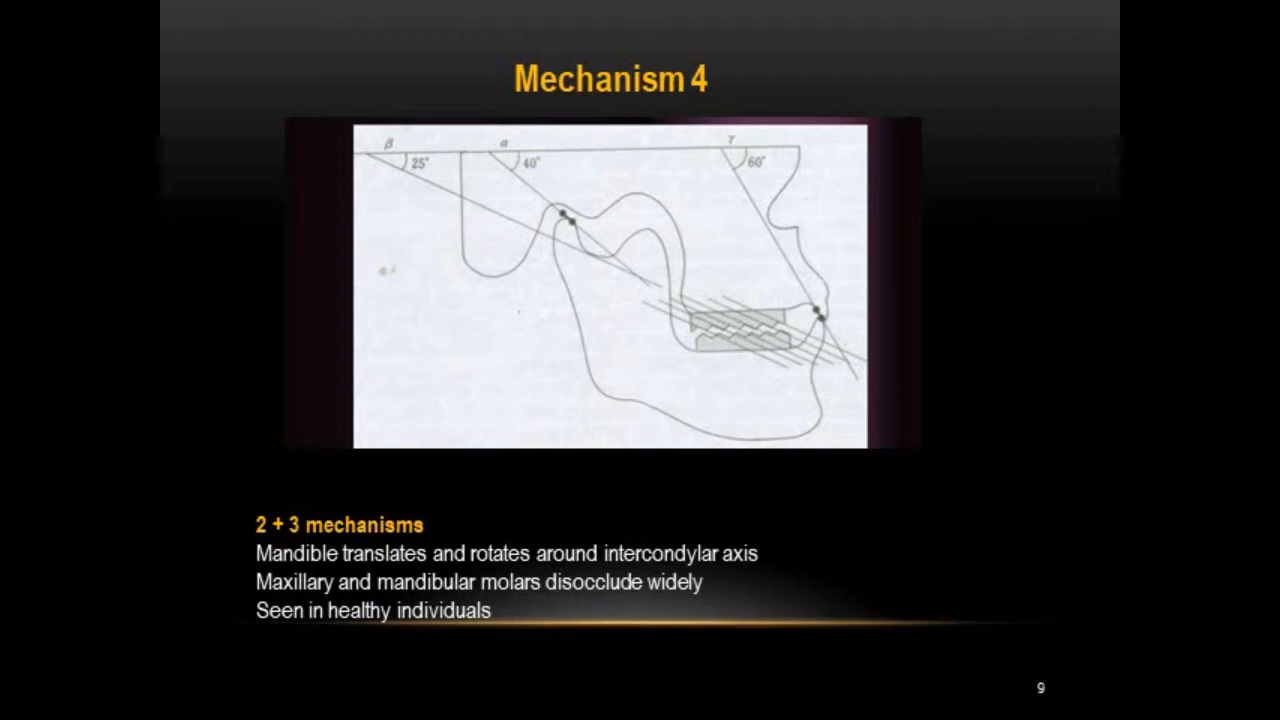 Mechanism 4
β
α
γ
25°
40°
60°
2 + 3 mechanisms
Mandible translates and rotates around intercondylar axis
Maxillary and mandibular molars disocclude widely
Seen in healthy individuals
9